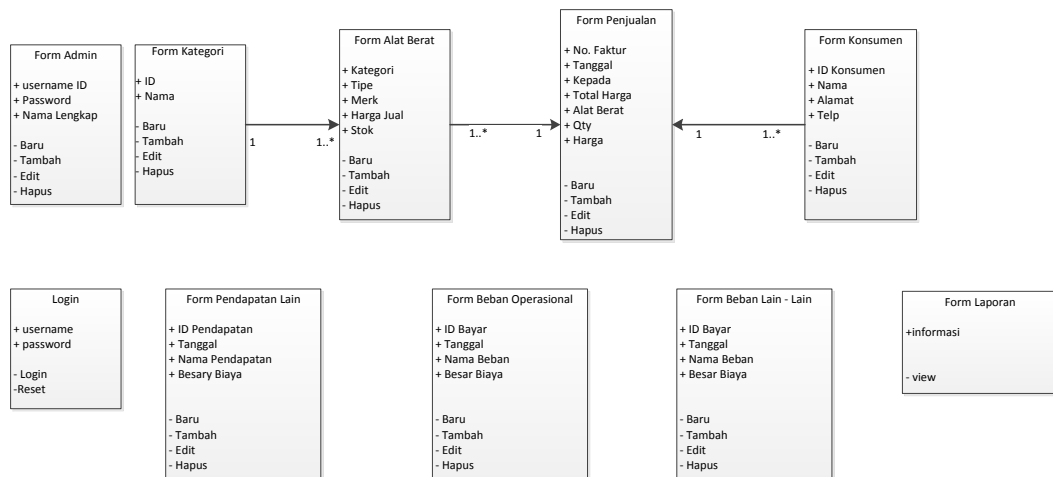 Form Admin
+ username ID
+ Password
+ Nama Lengkap
- Baru
- Tambah
- Edit
- Hapus
Form Kategori
+ ID
+ Nama
- Baru
- Tambah
- Edit
- Hapus
1
1..*
Form Alat Berat
+ Kategori
+ Tipe
+ Merk
+ Harga Jual
+ Stok
- Baru
- Tambah
- Edit
- Hapus
1..*
1
Form Penjualan
+ No. Faktur
+ Tanggal
+ Kepada
+ Total Harga
+ Alat Berat
+ Qty
+ Harga
- Baru
- Tambah
- Edit
- Hapus
1
1..*
Form Konsumen
+ ID Konsumen
+ Nama
+ Alamat
+ Telp
- Baru
- Tambah
- Edit
- Hapus
Login
+ username
+ password
- Login
-Reset
Form Pendapatan Lain
+ ID Pendapatan
+ Tanggal
+ Nama Pendapatan
+ Besary Biaya
- Baru
- Tambah
- Edit
- Hapus
Form Beban Operasional
+ ID Bayar
+ Tanggal
+ Nama Beban
+ Besar Biaya
- Baru
- Tambah
- Edit
- Hapus
Form Beban Lain - Lain
+ ID Bayar
+ Tanggal
+ Nama Beban
+ Besar Biaya
- Baru
- Tambah
- Edit
- Hapus
Form Laporan
+informasi
- view